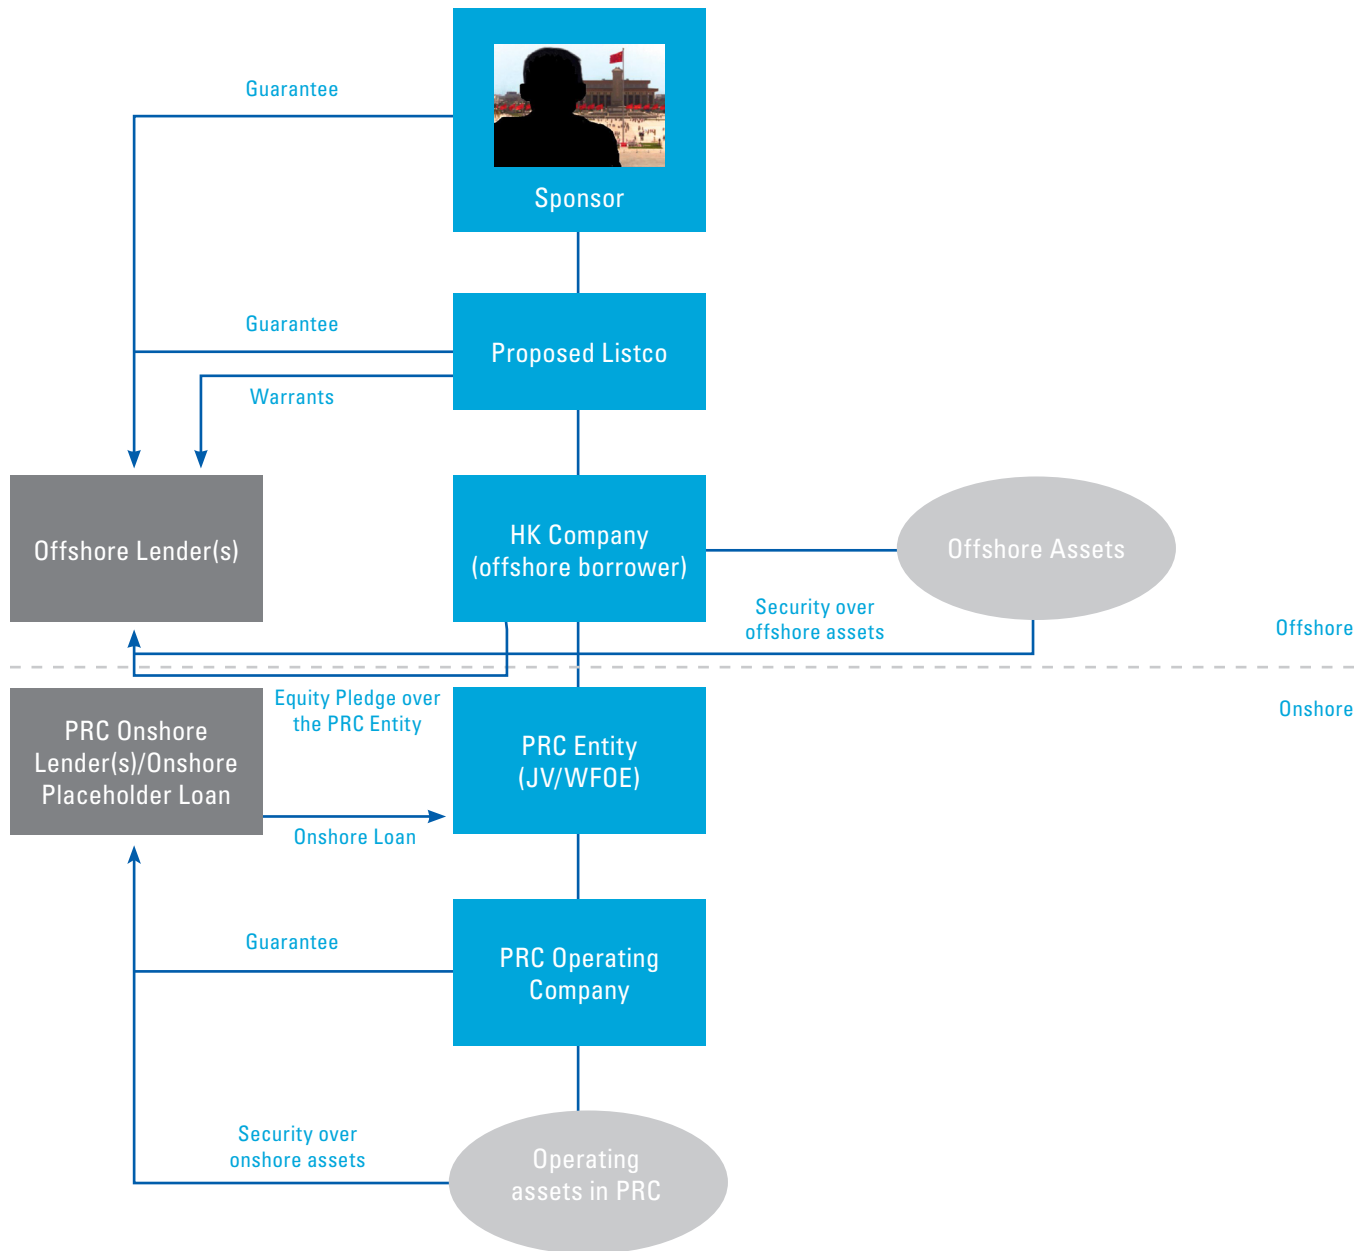 Guarantee
Sponsor
Guarantee
Proposed Listco
Warrants
Offshore Lender(s)
HK Company
(offshore borrower)
Offshore Assets
Security over
offshore assets
Offshore
Onshore
Equity Pledge over
the PRC Entity
PRC Onshore
Lender(s)/Onshore
Placeholder Loan
PRC Entity
(JV/WFOE)
Onshore Loan
Guarantee
PRC Operating
Company
Security over
onshore assets
Operating
assets in PRC